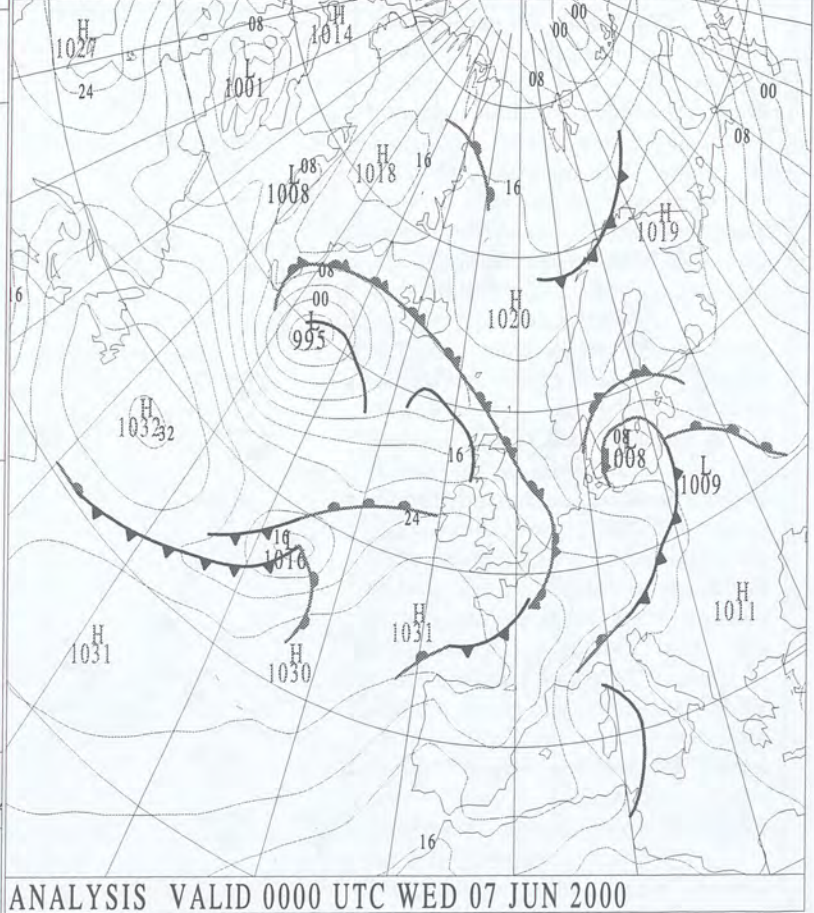 H
1027
24
08
H
1014
L
1001
00
00
08
00
08
L
08
1008
H
1018
16
16
H
1019
16
08
00
L
995
H
1020
H
1032
32
16
08
L
1008
L
1009
24
16
L
1016
H
1031
H
1030
H
1031
H
1011
16
ANALYSIS VALID 0000 UTC WED 07 JUN 2000